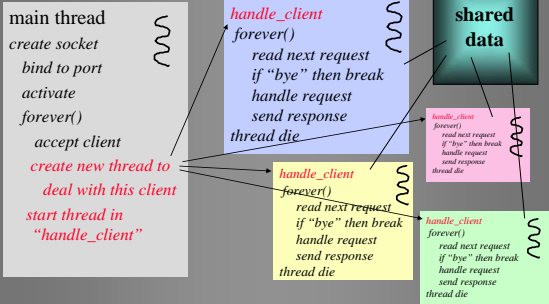 main thread
create socket
bind to port
activate
forever()
accept client
create new thread to
deal with this client
start thread in
“handle_client”
handle_client
forever()
read next request
if “bye” then break
handle request
send response
thread die
shared
data
handle_client
forever()
read next request
if “bye” then break
handle request
send response
thread die
handle_client
forever()
read next request
if “bye” then break
handle request
send response
thread die
handle_client
forever()
read next request
if “bye” then break
handle request
send response
thread die